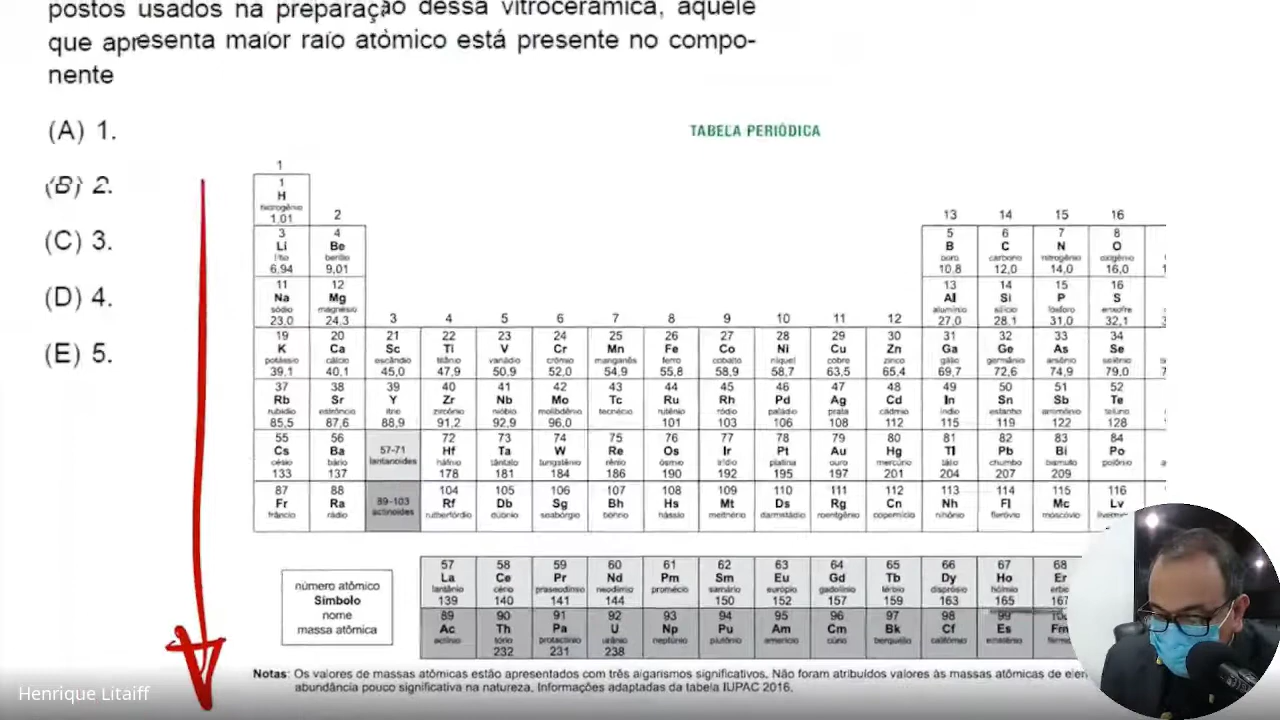 postos usados na preparação dessa vitrocerâmica, aquele
que apresenta maior raio atômico está presente no compo-
nente
(A) 1.
(B) 2.
(C) 3.
(D) 4.
(E) 5.
TABELA PERIÓDICA
1
1
H
hidrogênio
1,01
2
13 14 15 16
3 4 5 6 7 8
Li Be B C N O
lítio berílio boro carbono nitrogênio oxigênio
6,94 9,01 10,8 12,0 14,0 16,0
11 12 13 14 15 16
Na Mg Al Si P S
sódio magnésio alumínio silício fósforo enxofre
23,0 24,3 27,0 28,1 31,0 32,1
3 4 5 6 7 8 9 10 11 12
19 20 21 22 23 24 25 26 27 28 29 30 31 32 33 34
K Ca Sc Ti V Cr Mn Fe Co Ni Cu Zn Ga Ge As Se
potássio cálcio escândio titânio vanádio crômio manganês ferro cobalto níquel cobre zinco gálio germânio arsênio selênio
39,1 40,1 45,0 47,9 50,9 52,0 54,9 55,8 58,9 58,7 63,5 65,4 69,7 72,6 74,9 79,0
37 38 39 40 41 42 43 44 45 46 47 48 49 50 51 52
Rb Sr Y Zr Nb Mo Tc Ru Rh Pd Ag Cd In Sn Sb Te
rubídio estrôncio ítrio zircônio nióbio molibdênio tecnécio rutênio ródio paládio prata cádmio índio estanho antimônio telúrio
85,5 87,6 88,9 91,2 92,9 96,0 101 103 106 108 112 115 119 122 128
55 56 57-71 72 73 74 75 76 77 78 79 80 81 82 83 84
Cs Ba lantanoides Hf Ta W Re Os Ir Pt Au Hg Tl Pb Bi Po
césio bário háfnio tântalo tungstênio rênio ósmio irídio platina ouro mercúrio tálio chumbo bismuto polônio
133 137 178 181 184 186 190 192 195 197 201 204 207 209
87 88 89-103 104 105 106 107 108 109 110 111 112 113 114 115 116
Fr Ra actinoides Rf Db Sg Bh Hs Mt Ds Rg Cn Nh Fl Mc Lv
frâncio rádio rutherfórdio dúbnio seabórgio bóhrio hássio meitnério darmstádtio roentgênio copernício nihônio fleróvio moscóvio
número atômico
Símbolo
nome
massa atômica
57 58 59 60 61 62 63 64 65 66 67 68
La Ce Pr Nd Pm Sm Eu Gd Tb Dy Ho Er
lantânio cério praseodímio neodímio promécio samário európio gadolínio térbio disprósio hólmio
139 140 141 144 150 152 157 159 163 165 167
89 90 91 92 93 94 95 96 97 98 99
Ac Th Pa U Np Pu Am Cm Bk Cf Es Fm
actínio tório protactínio urânio neptúnio plutônio amerício cúrio berquélio califórnio einstênio
232 231 238
Notas: Os valores de massas atômicas estão apresentados com três algarismos significativos. Não foram atribuídos valores às massas atômicas de
abundância pouco significativa na natureza. Informações adaptadas da tabela IUPAC 2016.
Henrique Litaiff